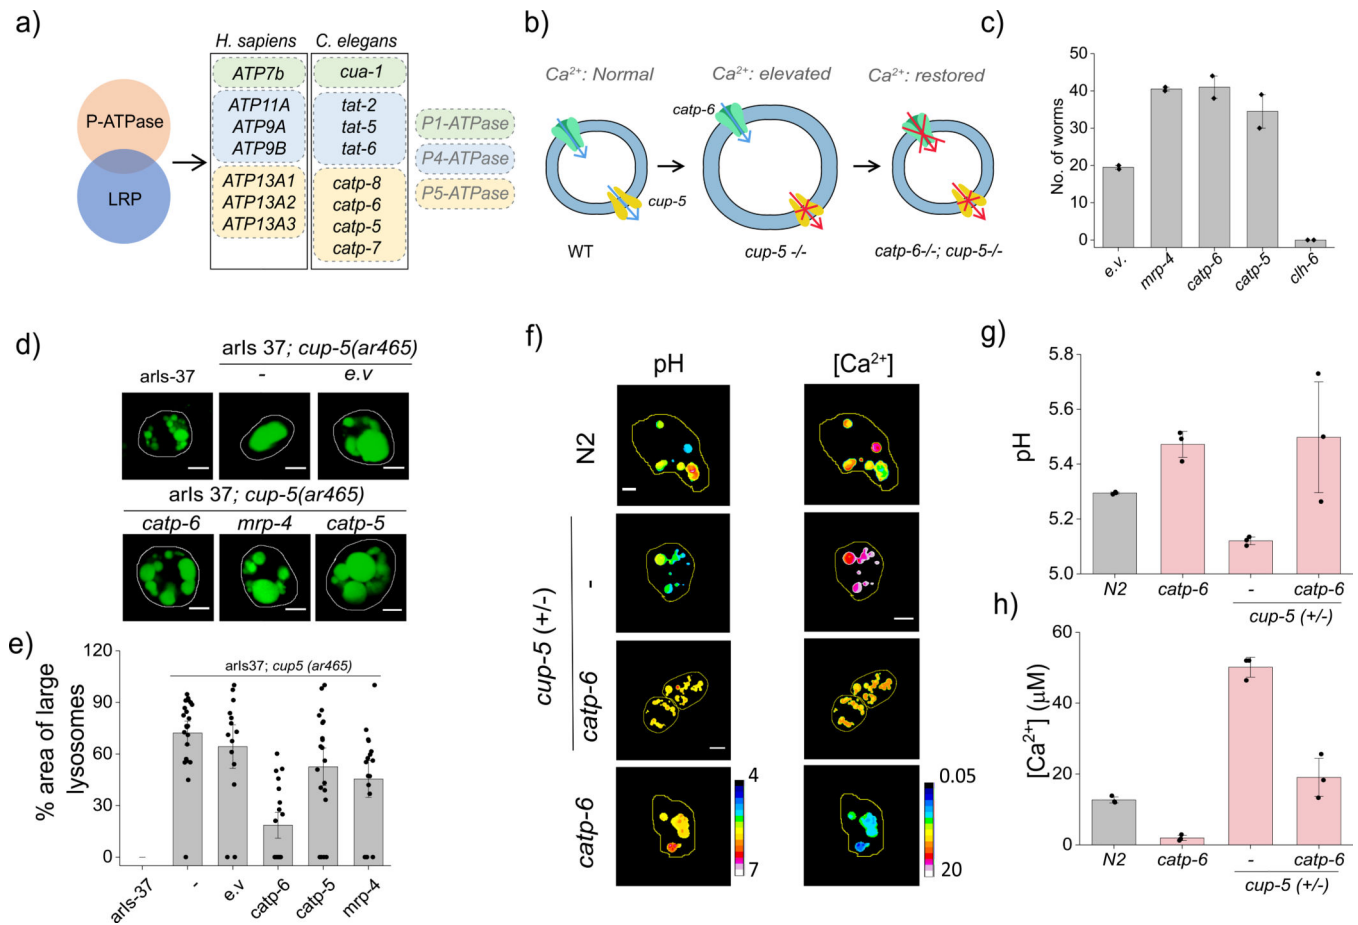 a)
H. sapiens
C. elegans
P-ATPase
LRP
ATP7b
cua-1
ATP11A
ATP9A
ATP9B
tat-2
tat-5
tat-6
ATP13A1
ATP13A2
ATP13A3
catp-8
catp-6
catp-5
catp-7
P1-ATPase
P4-ATPase
P5-ATPase
b)
Ca²⁺: Normal
Ca²⁺: elevated
Ca²⁺: restored
catp-6
cup-5
WT
cup-5 -/-
catp-6-/-; cup-5-/-
c)
No. of worms
50
40
30
20
10
0
e.v.
mrp-4
catp-6
catp-5
clh-6
d)
arIs 37; cup-5(ar465)
arIs-37
-
e.v
arIs 37; cup-5(ar465)
catp-6
mrp-4
catp-5
e)
% area of large
lysosomes
120
90
60
30
0
arIs37; cup5 (ar465)
arIs-37
-
e.v
catp-6
catp-5
mrp-4
f)
pH
[Ca²⁺]
N2
cup-5 (+/-)
-
catp-6
catp-6
4
7
0.05
20
g)
pH
5.8
5.6
5.4
5.2
5.0
N2
catp-6
-
catp-6
cup-5 (+/-)
h)
[Ca²⁺] (μM)
60
40
20
0
N2
catp-6
-
catp-6
cup-5 (+/-)